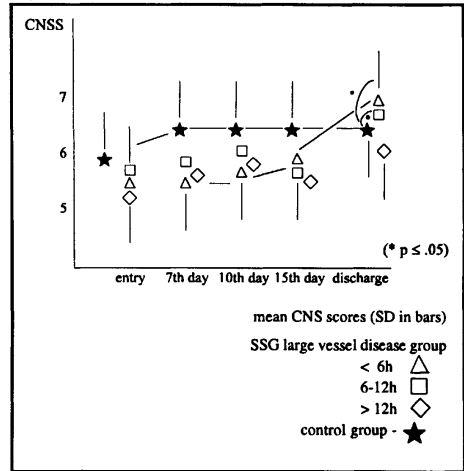 CNSS
7
6
5
(* p ≤ .05)
entry 7th day 10th day 15th day discharge
mean CNS scores (SD in bars)
SSG large vessel disease group
< 6h
6-12h
> 12h
control group -